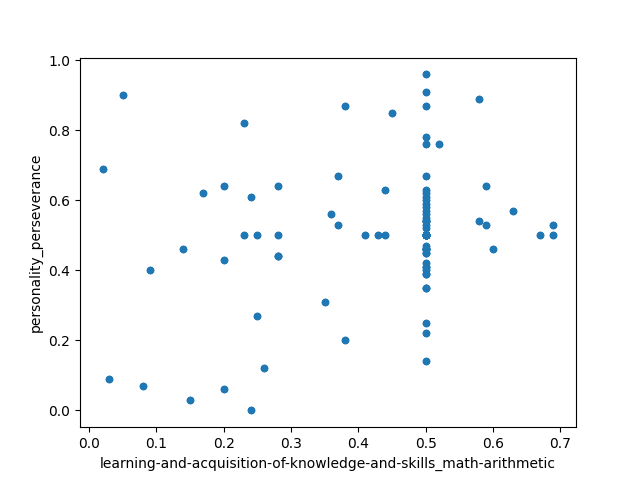 1.0
0.8
0.6
0.4
0.2
0.0
personality_perseverance
0.0 0.1 0.2 0.3 0.4 0.5 0.6 0.7
learning-and-acquisition-of-knowledge-and-skills_math-arithmetic